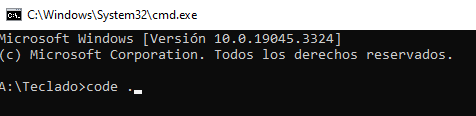 C:\Windows\System32\cmd.exe
Microsoft Windows [Versión 10.0.19045.3324]
(c) Microsoft Corporation. Todos los derechos reservados.
A:\Teclado>code ._